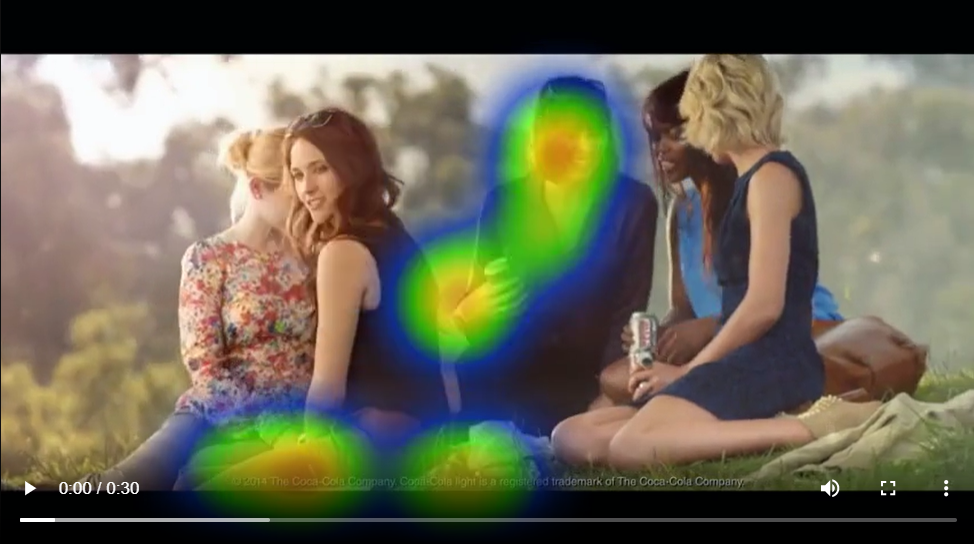 © 2014 The Coca-Cola Company. Coca-Cola light is a registered trademark of The Coca-Cola Company.
0:00 / 0:30